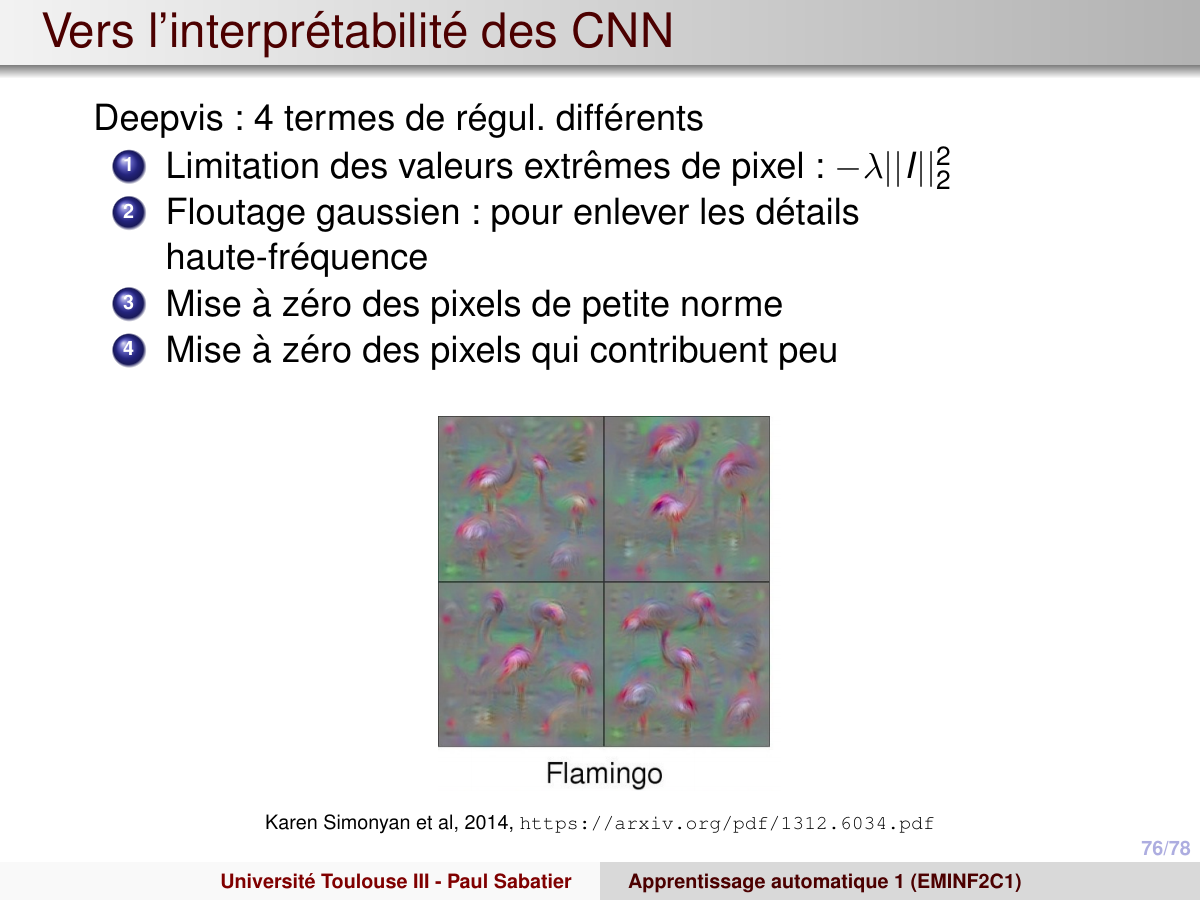 Vers l'interprétabilité des CNN
Deepvis : 4 termes de régul. différents
1 Limitation des valeurs extrêmes de pixel : −λ||I||₂²
2 Floutage gaussien : pour enlever les détails
haute-fréquence
3 Mise à zéro des pixels de petite norme
4 Mise à zéro des pixels qui contribuent peu
Flamingo
Karen Simonyan et al, 2014, https://arxiv.org/pdf/1312.6034.pdf
76/78
Université Toulouse III - Paul Sabatier
Apprentissage automatique 1 (EMINF2C1)